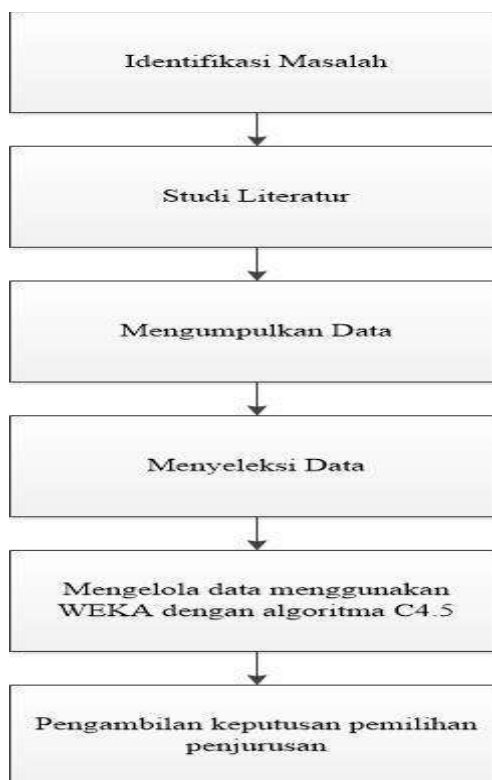 Identifikasi Masalah
Studi Literatur
Mengumpulkan Data
Menyeleksi Data
Mengelola data menggunakan
WEKA dengan algoritma C4.5
Pengambilan keputusan pemilihan
penjurusan